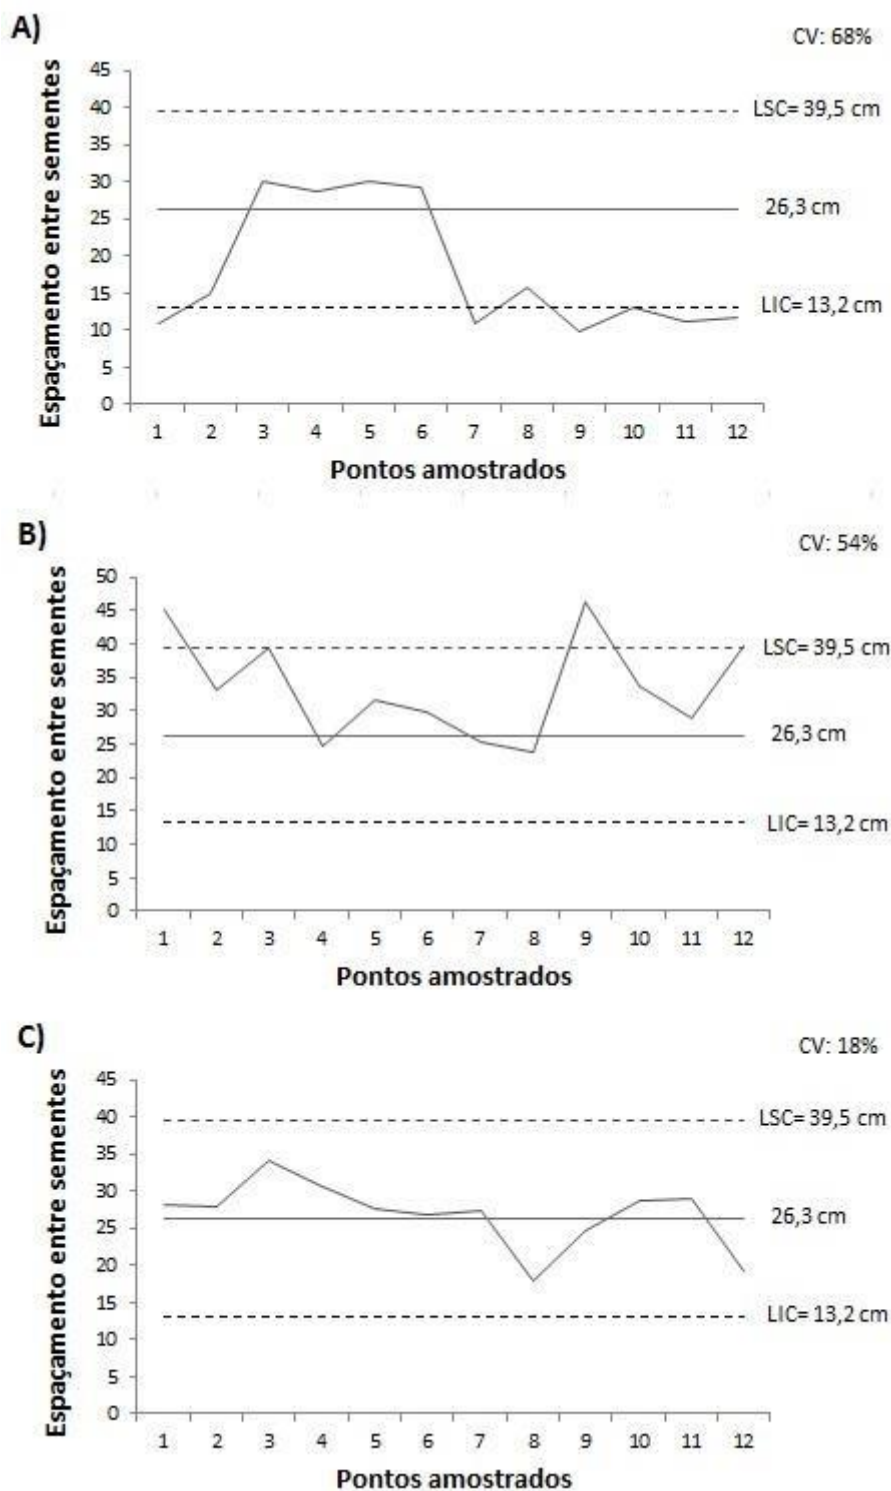 A)
CV: 68%
Espaçamento entre sementes
45
40
35
30
25
20
15
10
5
0
LSC= 39,5 cm
26,3 cm
LIC= 13,2 cm
1 2 3 4 5 6 7 8 9 10 11 12
Pontos amostrados
B)
CV: 54%
Espaçamento entre sementes
50
45
40
35
30
25
20
15
10
5
0
LSC= 39,5 cm
26,3 cm
LIC= 13,2 cm
1 2 3 4 5 6 7 8 9 10 11 12
Pontos amostrados
C)
CV: 18%
Espaçamento entre sementes
45
40
35
30
25
20
15
10
5
0
LSC= 39,5 cm
26,3 cm
LIC= 13,2 cm
1 2 3 4 5 6 7 8 9 10 11 12
Pontos amostrados